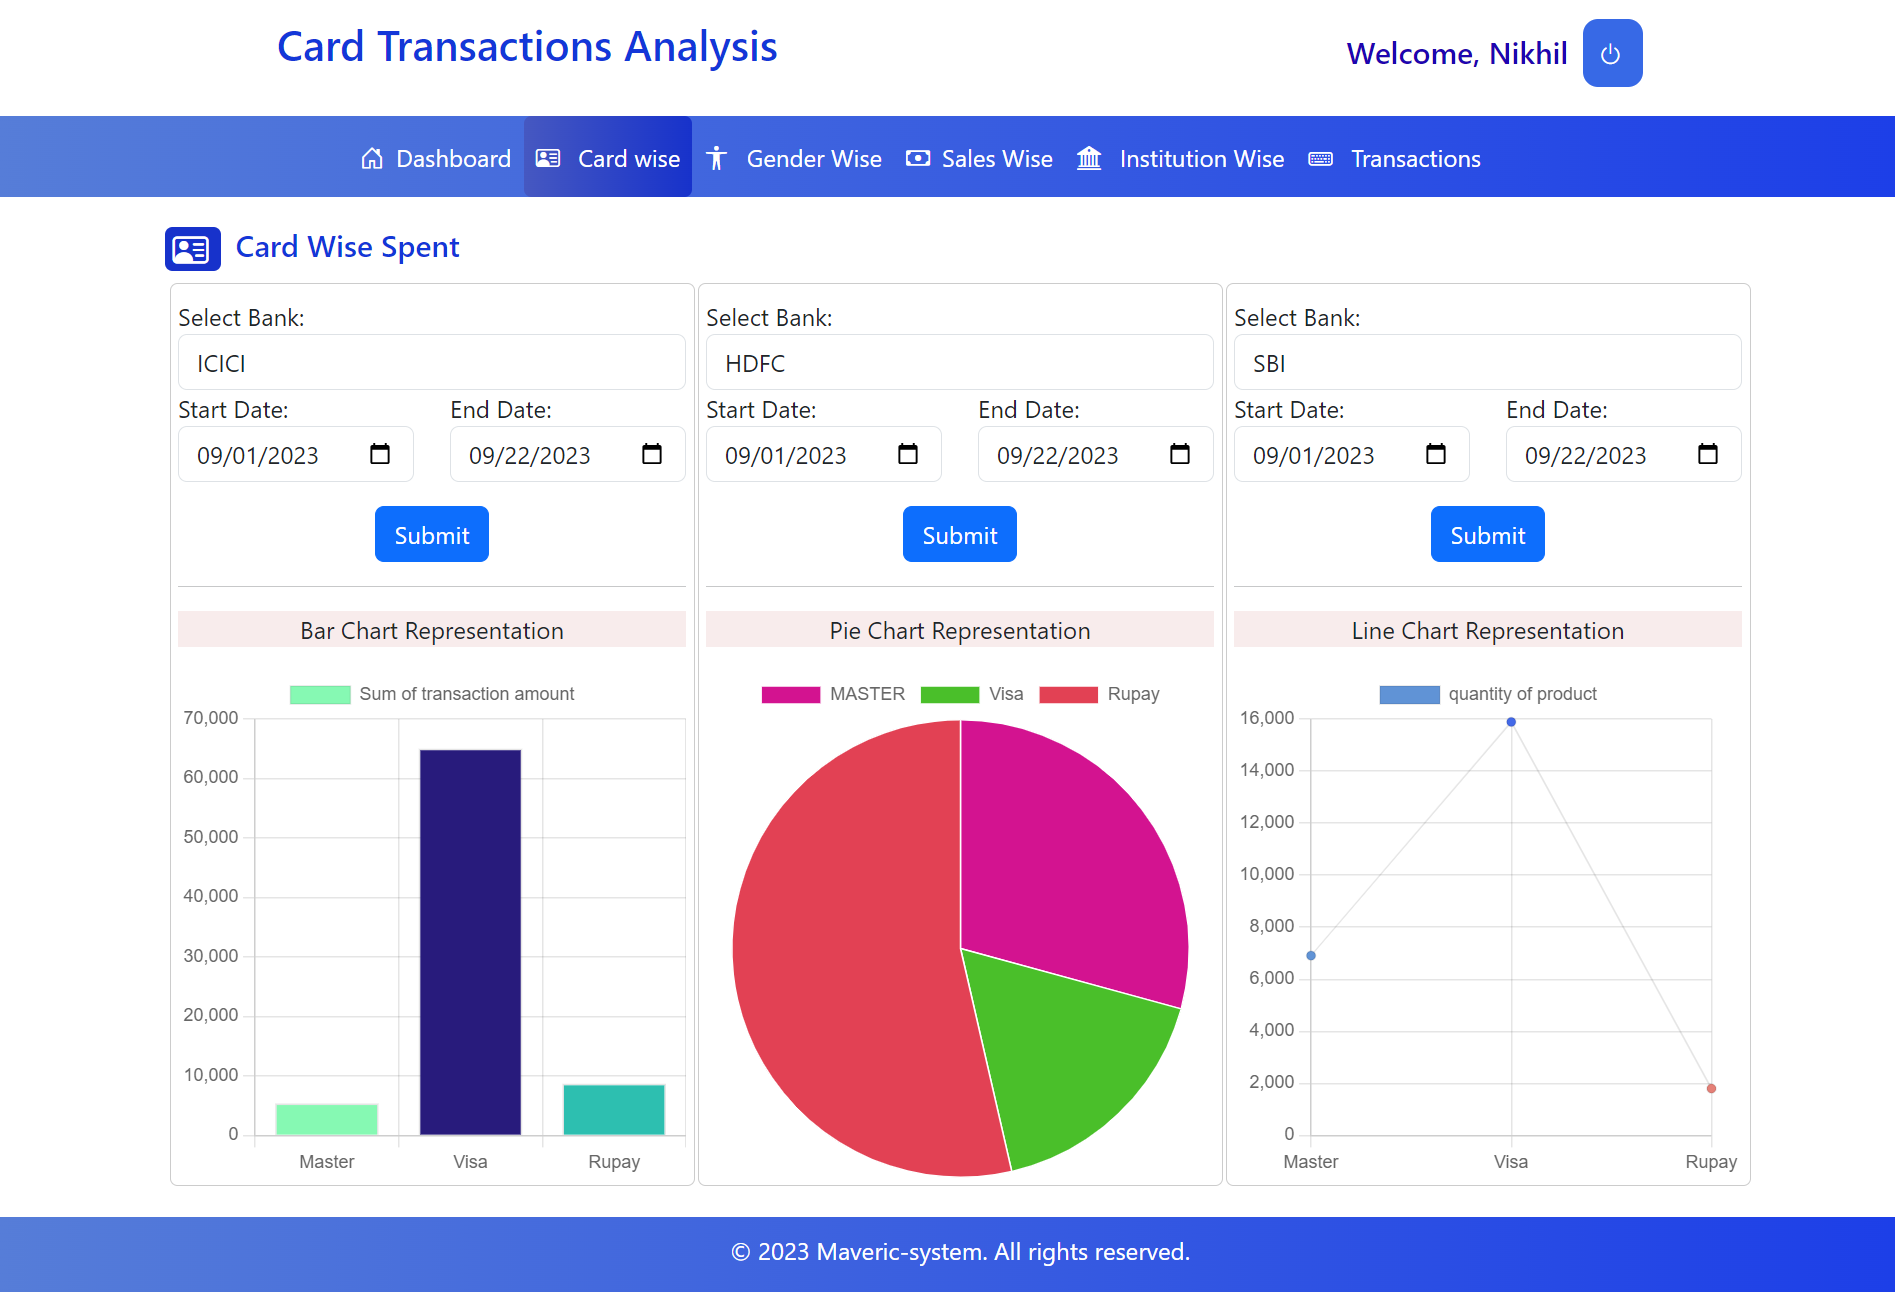 Card Transactions Analysis
Welcome, Nikhil
Dashboard Card wise Gender Wise Sales Wise Institution Wise Transactions
Card Wise Spent
Select Bank:
ICICI
Start Date: End Date:
09/01/2023 09/22/2023
Submit
Bar Chart Representation
Sum of transaction amount
70,000
60,000
50,000
40,000
30,000
20,000
10,000
0
Master Visa Rupay
Select Bank:
HDFC
Start Date: End Date:
09/01/2023 09/22/2023
Submit
Pie Chart Representation
MASTER Visa Rupay
Select Bank:
SBI
Start Date: End Date:
09/01/2023 09/22/2023
Submit
Line Chart Representation
quantity of product
16,000
14,000
12,000
10,000
8,000
6,000
4,000
2,000
0
Master Visa Rupay
© 2023 Maveric-system. All rights reserved.